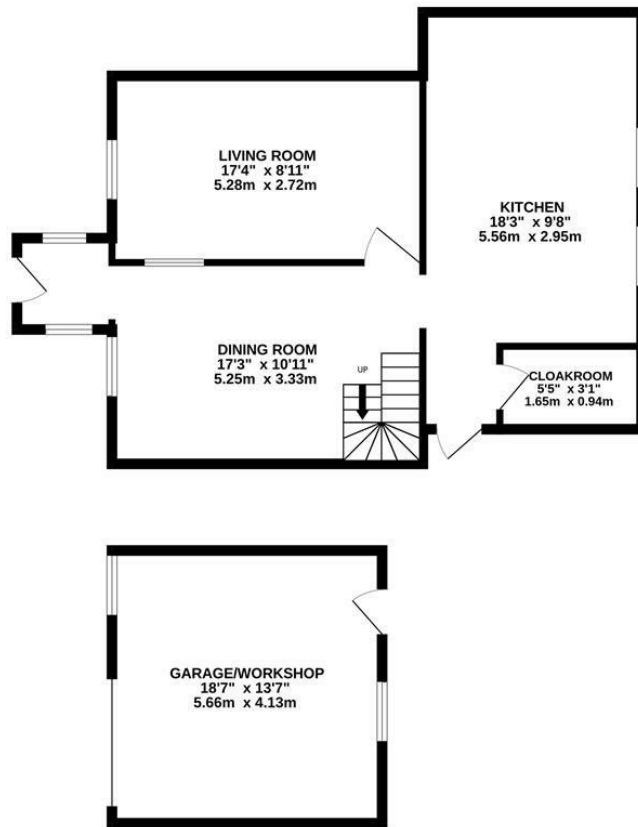 LIVING ROOM
17'4" x 8'11"
5.28m x 2.72m
KITCHEN
18'3" x 9'8"
5.56m x 2.95m
DINING ROOM
17'3" x 10'11"
5.25m x 3.33m
UP
CLOAKROOM
5'5" x 3'1"
1.65m x 0.94m
GARAGE/WORKSHOP
18'7" x 13'7"
5.66m x 4.13m